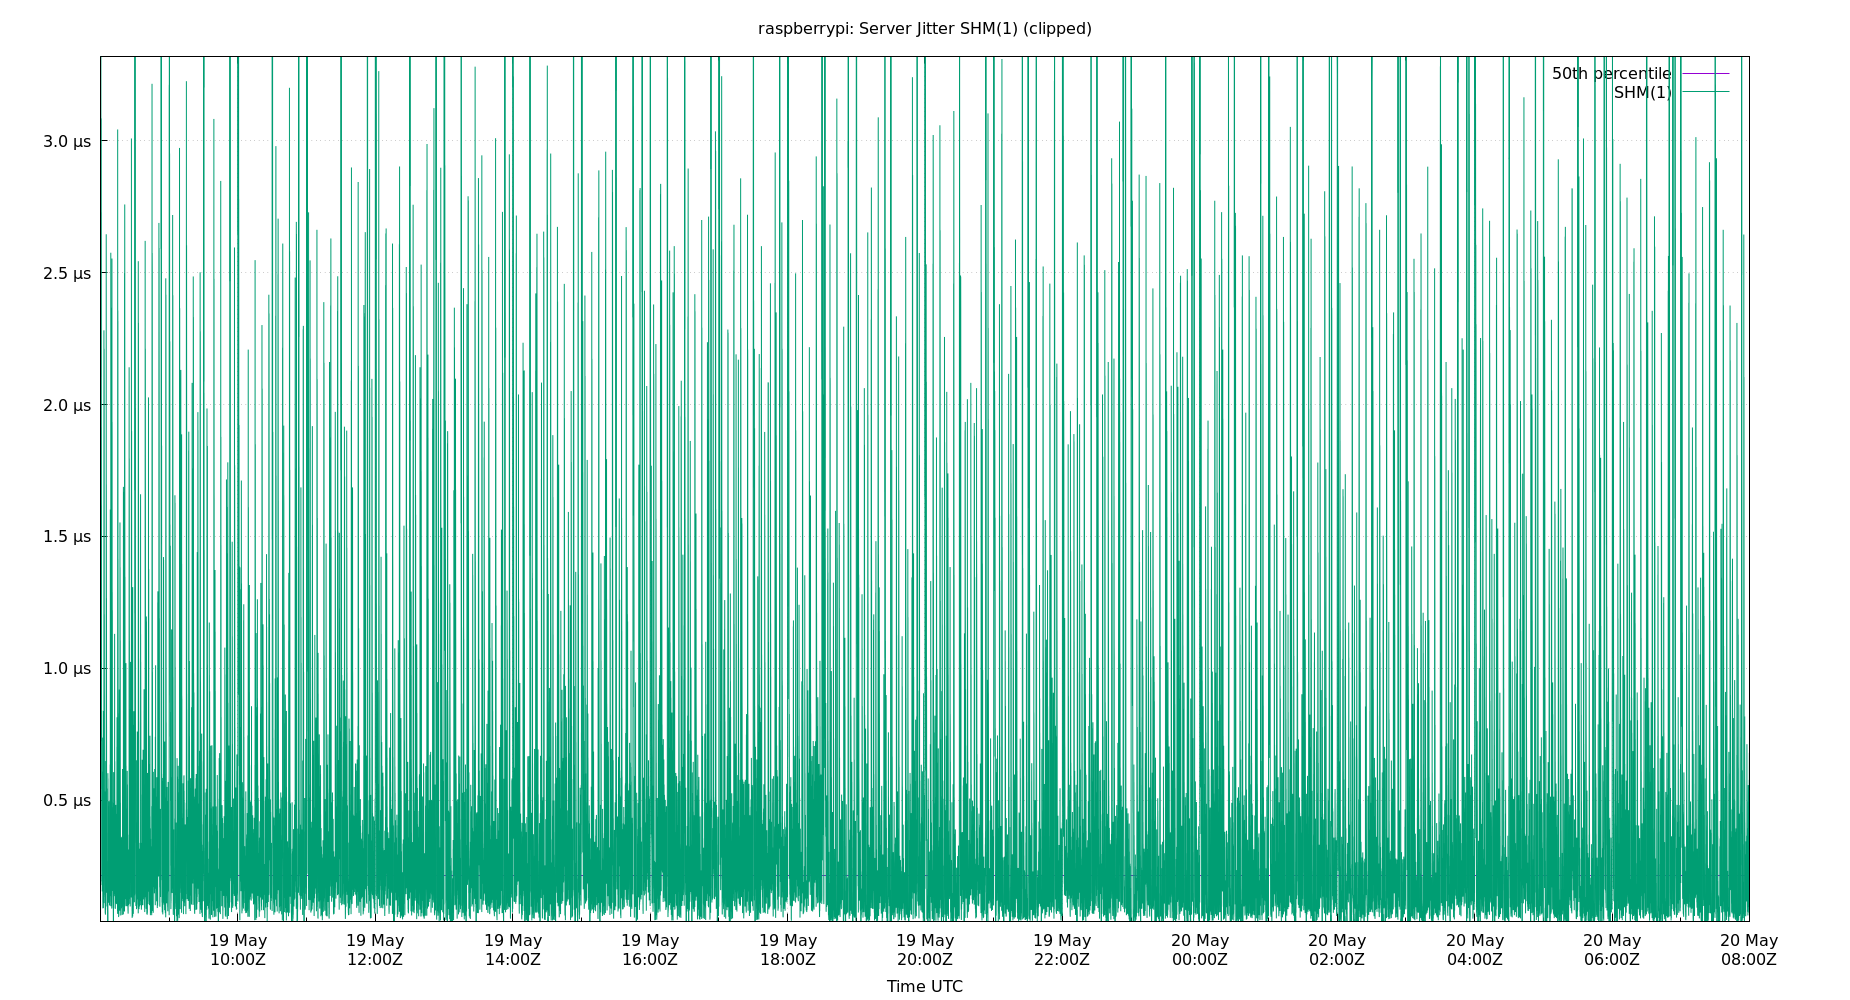 raspberrypi: Server Jitter SHM(1) (clipped)
50th percentile
SHM(1)
3.0 µs
2.5 µs
2.0 µs
1.5 µs
1.0 µs
0.5 µs
19 May 19 May 19 May 19 May 19 May 19 May 19 May 20 May 20 May 20 May 20 May 20 May
10:00Z 12:00Z 14:00Z 16:00Z 18:00Z 20:00Z 22:00Z 00:00Z 02:00Z 04:00Z 06:00Z 08:00Z
Time UTC